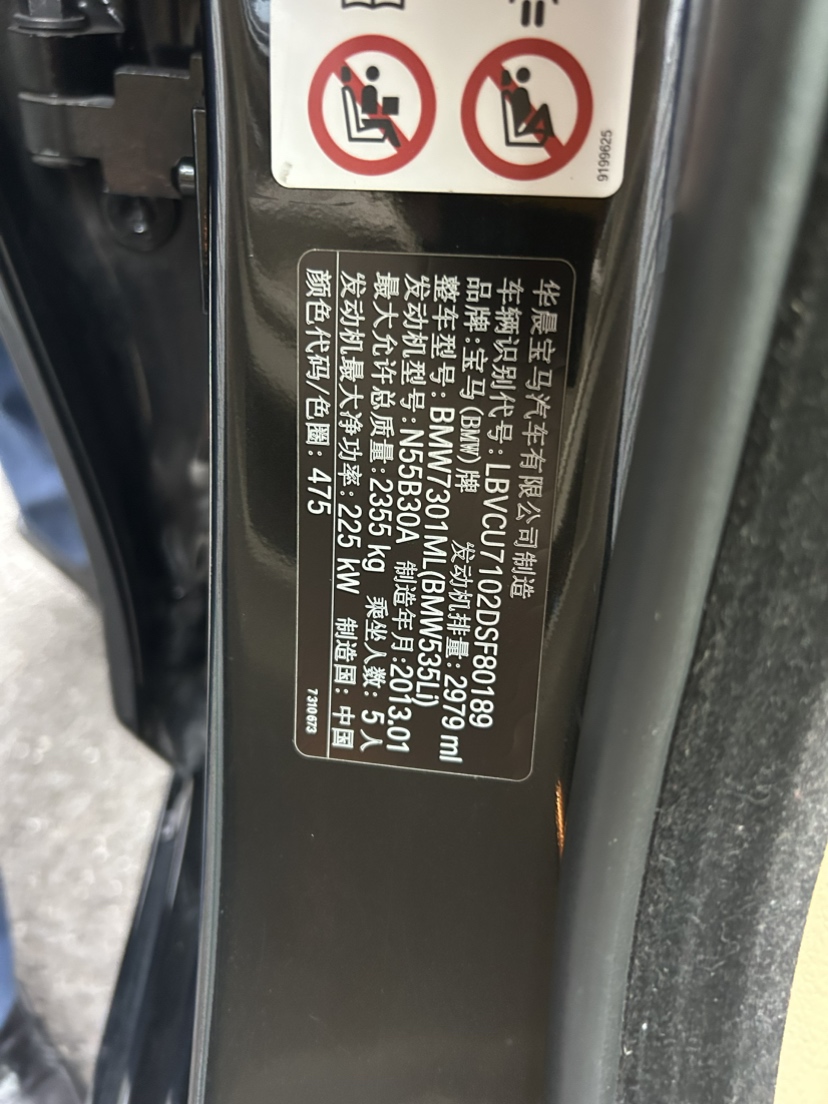 9199625
华晨宝马汽车有限公司制造
车辆识别代号:LBVCU7102DSF80189
品牌:宝马(BMW)牌 发动机排量:2979 ml
整车型号:BMW7301ML(BMW535Li)
发动机型号:N55B30A 制造年月:2013.01
最大允许总质量:2355 kg 乘坐人数:5人
发动机最大净功率:225 kW 制造国:中国
颜色代码/色圈:475
7310673